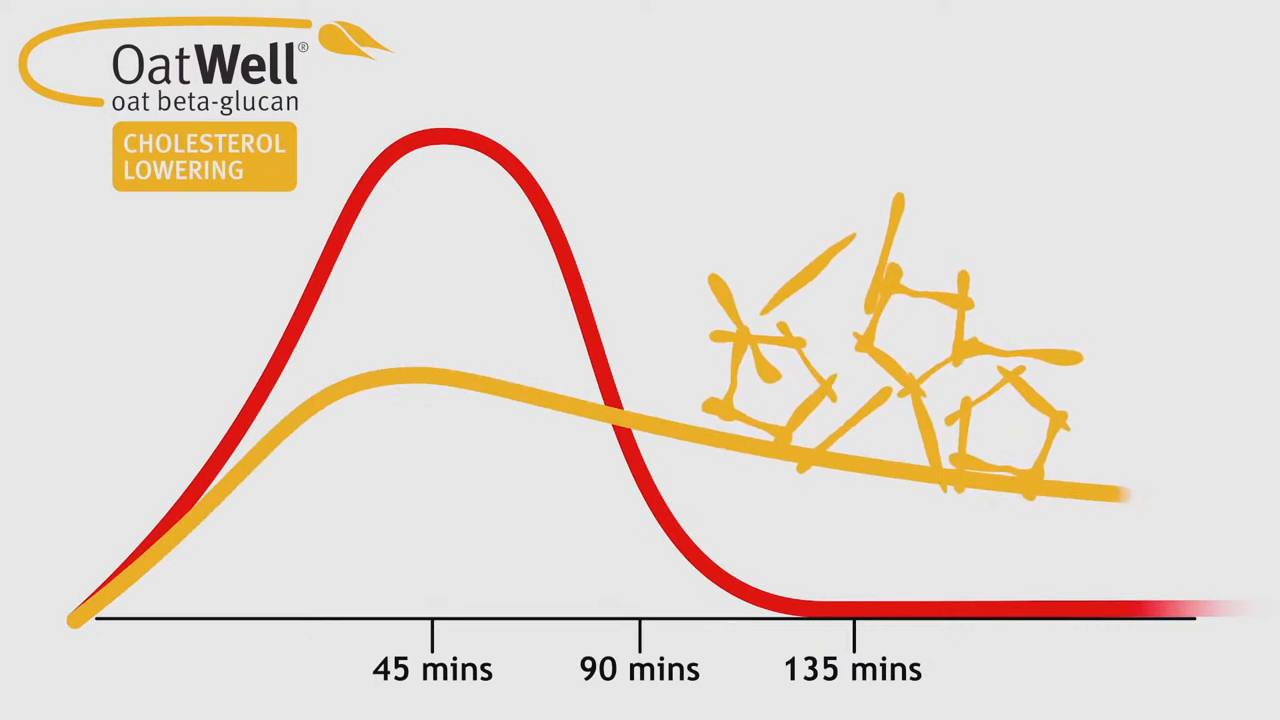 OatWell®
oat beta-glucan
CHOLESTEROL
LOWERING
45 mins
90 mins
135 mins